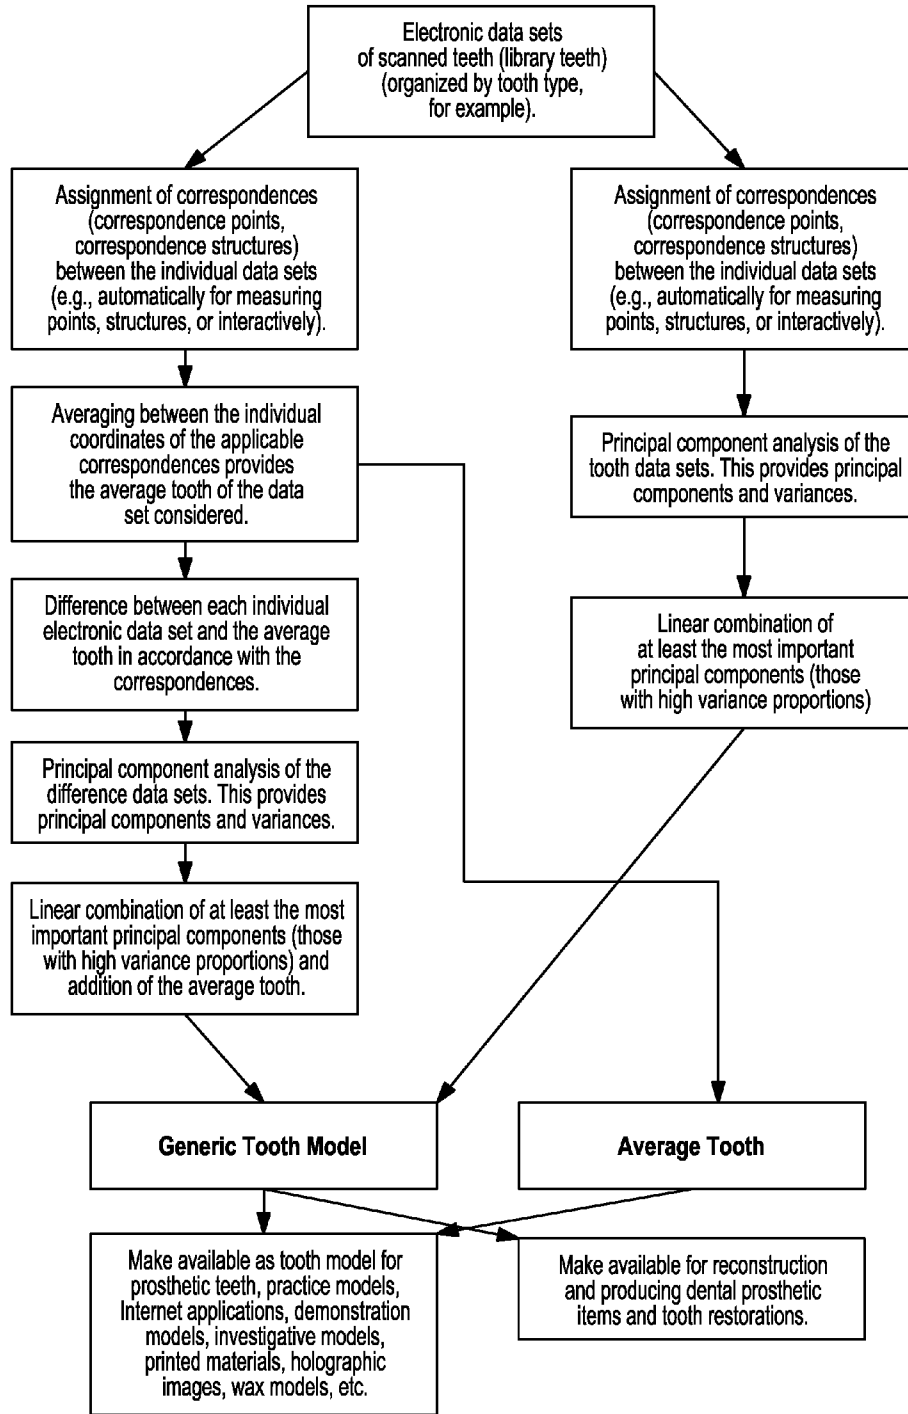 Electronic data sets
of scanned teeth (library teeth)
(organized by tooth type,
for example).
Assignment of correspondences
(correspondence points,
correspondence structures)
between the individual data sets
(e.g., automatically for measuring
points, structures, or interactively).
Assignment of correspondences
(correspondence points,
correspondence structures)
between the individual data sets
(e.g., automatically for measuring
points, structures, or interactively).
Averaging between the individual
coordinates of the applicable
correspondences provides
the average tooth of the data
set considered.
Principal component analysis of the
tooth data sets. This provides principal
components and variances.
Difference between each individual
electronic data set and the average
tooth in accordance with the
correspondences.
Linear combination of
at least the most important
principal components (those
with high variance proportions)
Principal component analysis of the
difference data sets. This provides
principal components and variances.
Linear combination of at least the most
important principal components (those
with high variance proportions) and
addition of the average tooth.
Generic Tooth Model
Average Tooth
Make available as tooth model for
prosthetic teeth, practice models,
Internet applications, demonstration
models, investigative models,
printed materials, holographic
images, wax models, etc.
Make available for reconstruction
and producing dental prosthetic
items and tooth restorations.